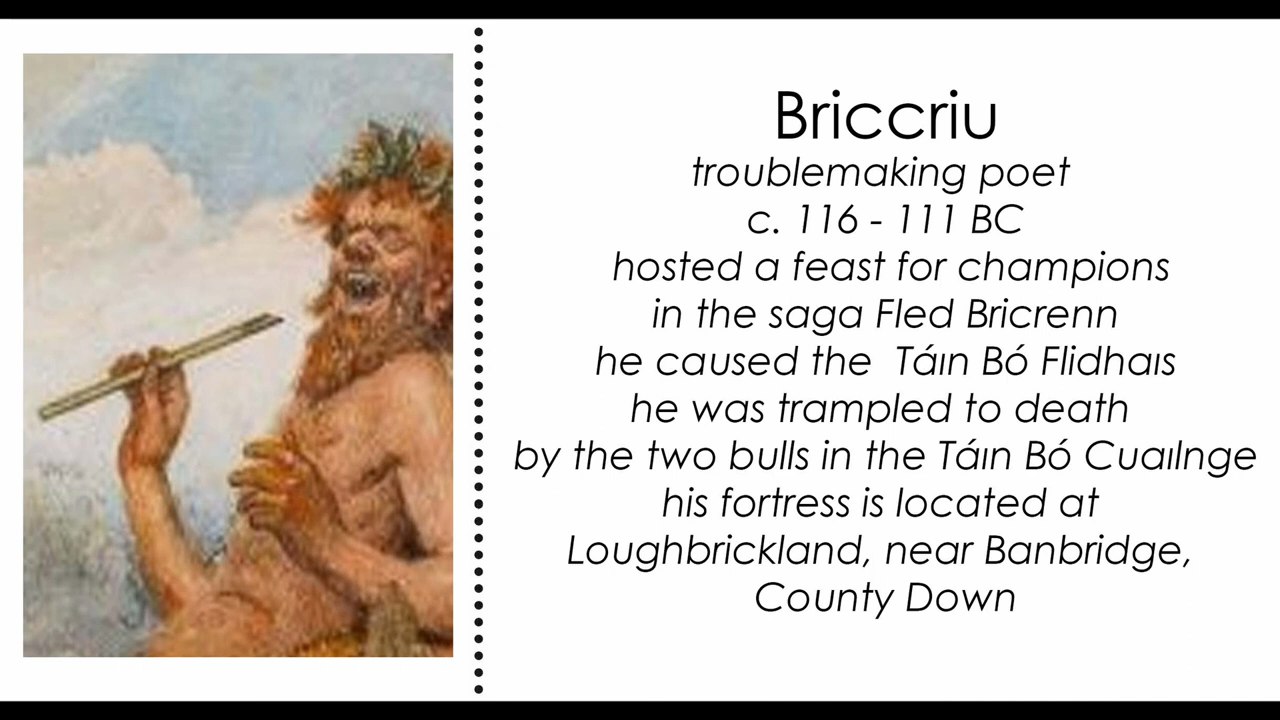 Briccriu
troublemaking poet
c. 116 - 111 BC
hosted a feast for champions
in the saga Fled Bricrenn
he caused the Táın Bó Flidhaıs
he was trampled to death
by the two bulls in the Táın Bó Cuaılnge
his fortress is located at
Loughbrickland, near Banbridge,
County Down